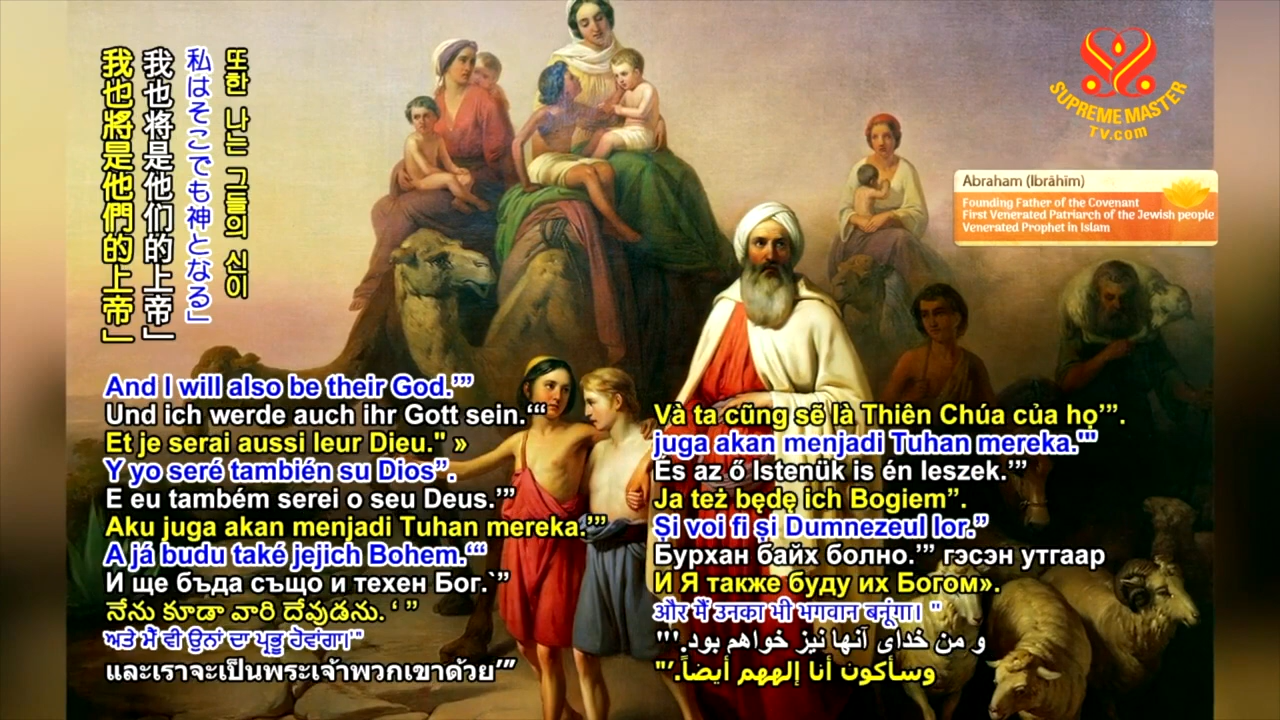 또한 나는 그들의 신이
私はそこでも神となる」
我也将是他们的上帝」
我也將是他們的上帝」
SUPREME MASTER
TV.com
Abraham (Ibrāhīm)
Founding Father of the Covenant
First Venerated Patriarch of the Jewish people
Venerated Prophet in Islam
And I will also be their God.’”
Und ich werde auch ihr Gott sein.‘“
Et je serai aussi leur Dieu." »
Y yo seré también su Dios”.
E eu também serei o seu Deus.’”
Aku juga akan menjadi Tuhan mereka.’”
A já budu také jejich Bohem.‘“
И ще бъда също и техен Бог.`”
నేను కూడా వారి దేవుడను. ‘ ”
ਅਤੇ ਮੈਂ ਵੀ ਉਨਾਂ ਦਾ ਪ੍ਰਭੂ ਹੋਵਾਂਗਾ।'"
และเราจะเป็นพระเจ้าพวกเขาด้วย’”
Và ta cũng sẽ là Thiên Chúa của họ’”.
juga akan menjadi Tuhan mereka.'"
És az ő Istenük is én leszek.’”
Ja też będę ich Bogiem”.
Și voi fi și Dumnezeul lor.”
Бурхан байх болно.’” гэсэн утгаар
И Я также буду их Богом».
और मैं उनका भी भगवान बनूंगा। "
و من خدای آنها نیز خواهم بود.'"
وسأكون أنا إلههم أيضاً.’"